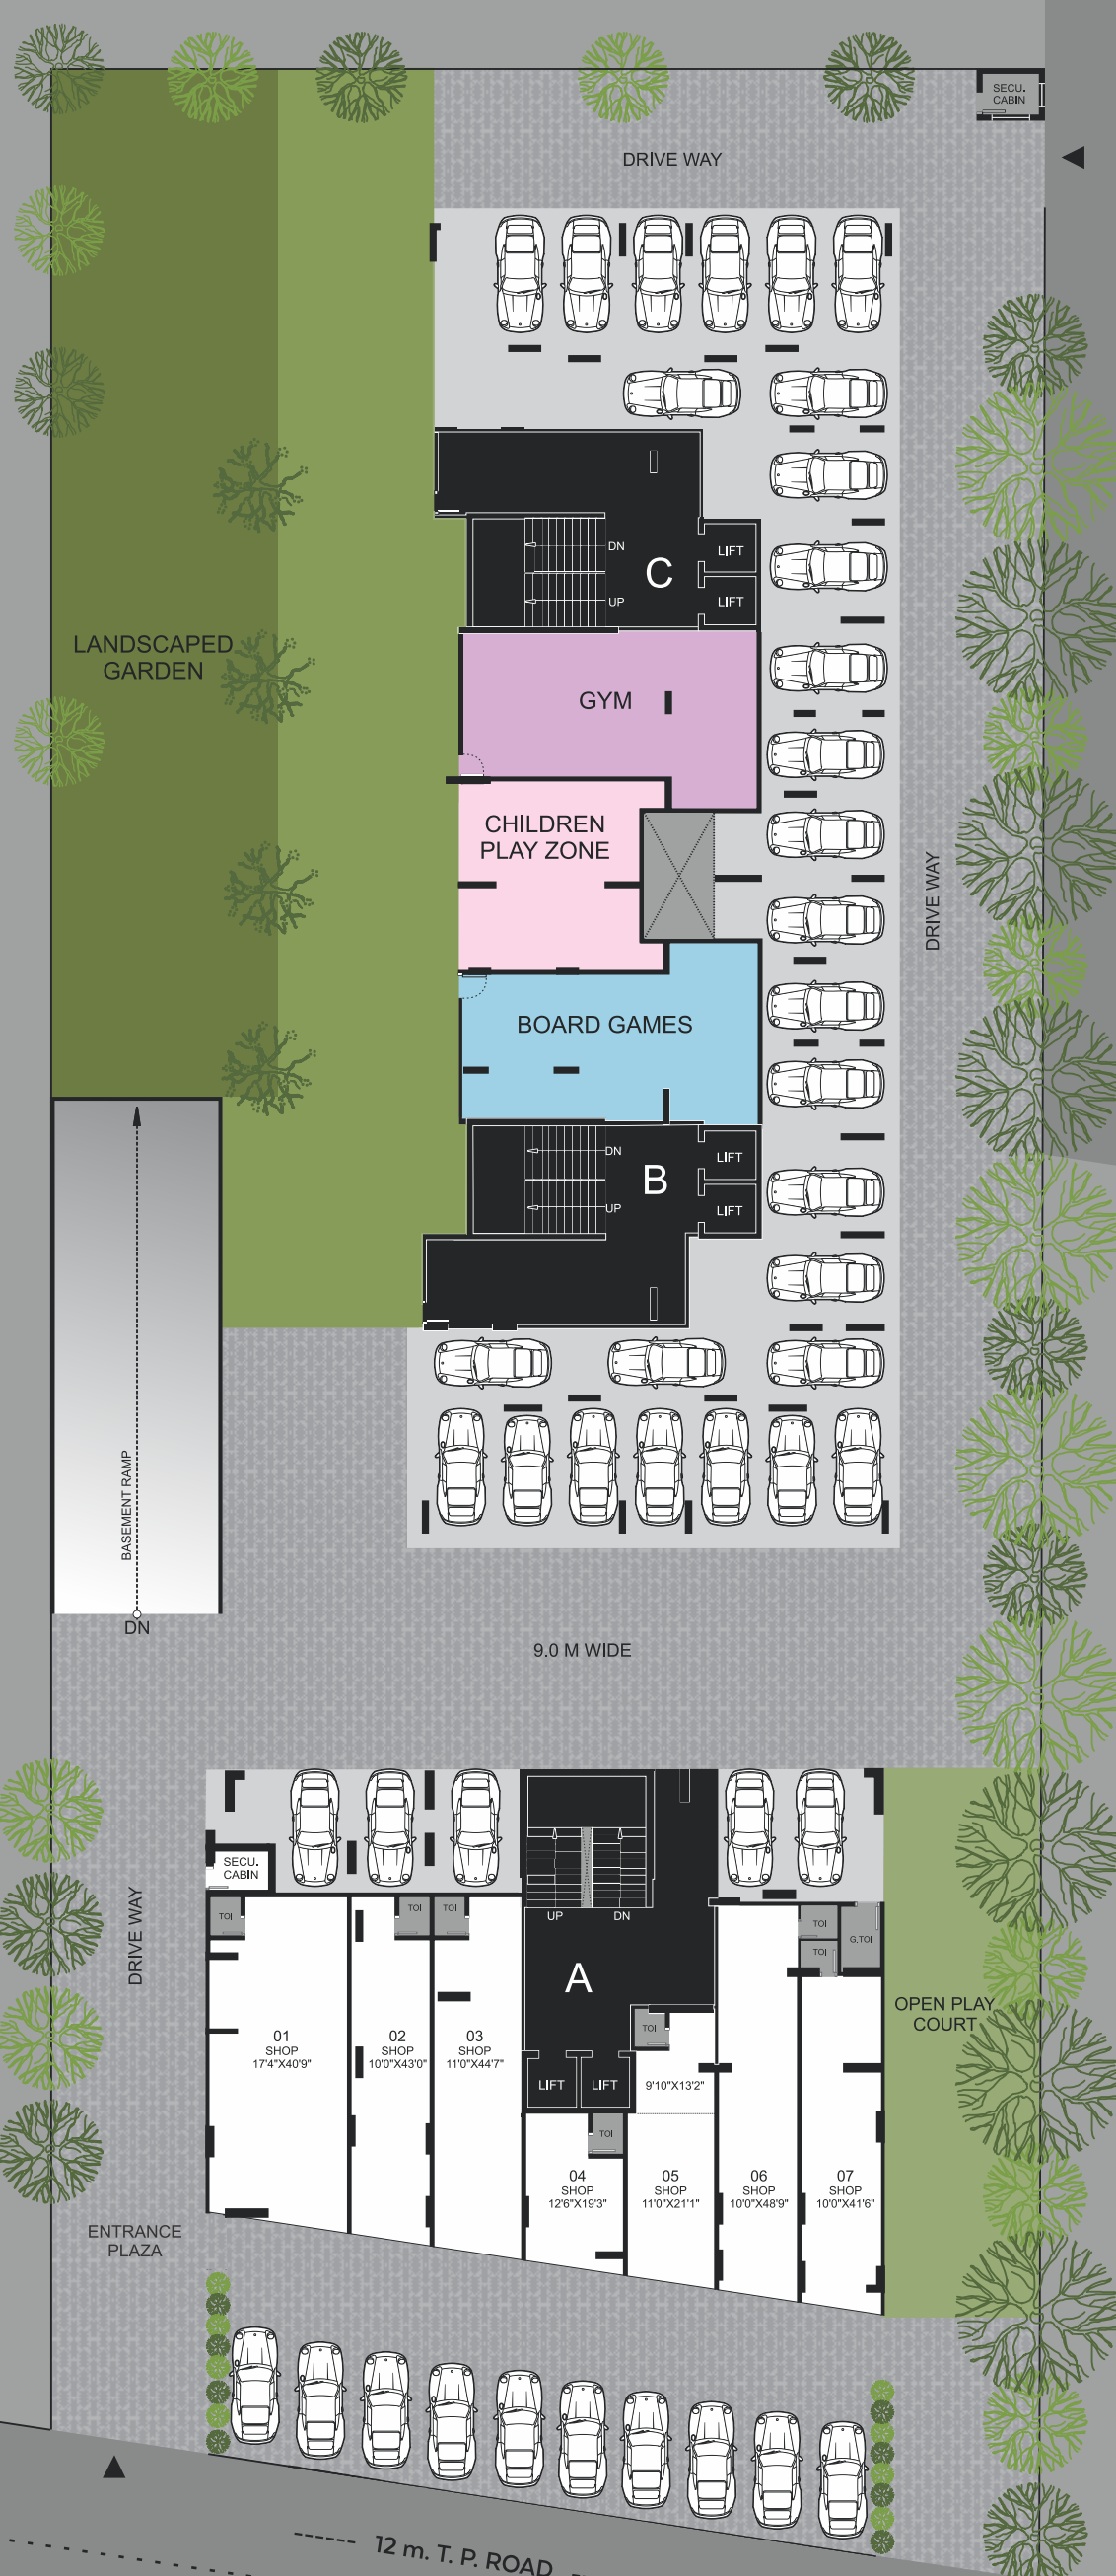 SECU.
CABIN
DRIVE WAY
DN
C
LIFT
UP
LIFT
LANDSCAPED
GARDEN
GYM
CHILDREN
PLAY ZONE
DRIVE WAY
BOARD GAMES
DN
B
LIFT
UP
LIFT
BASEMENT RAMP
DN
9.0 M WIDE
SECU.
CABIN
DRIVE WAY
TOI
TOI
TOI
UP
DN
TOI
G.TOI
TOI
A
OPEN PLAY
COURT
TOI
01
SHOP
17'4"X40'9"
02
SHOP
10'0"X43'0"
03
SHOP
11'0"X44'7"
LIFT
LIFT
9'10"X13'2"
TOI
04
SHOP
12'6"X19'3"
05
SHOP
11'0"X21'1"
06
SHOP
10'0"X48'9"
07
SHOP
10'0"X41'6"
ENTRANCE
PLAZA
12 m. T. P. ROAD